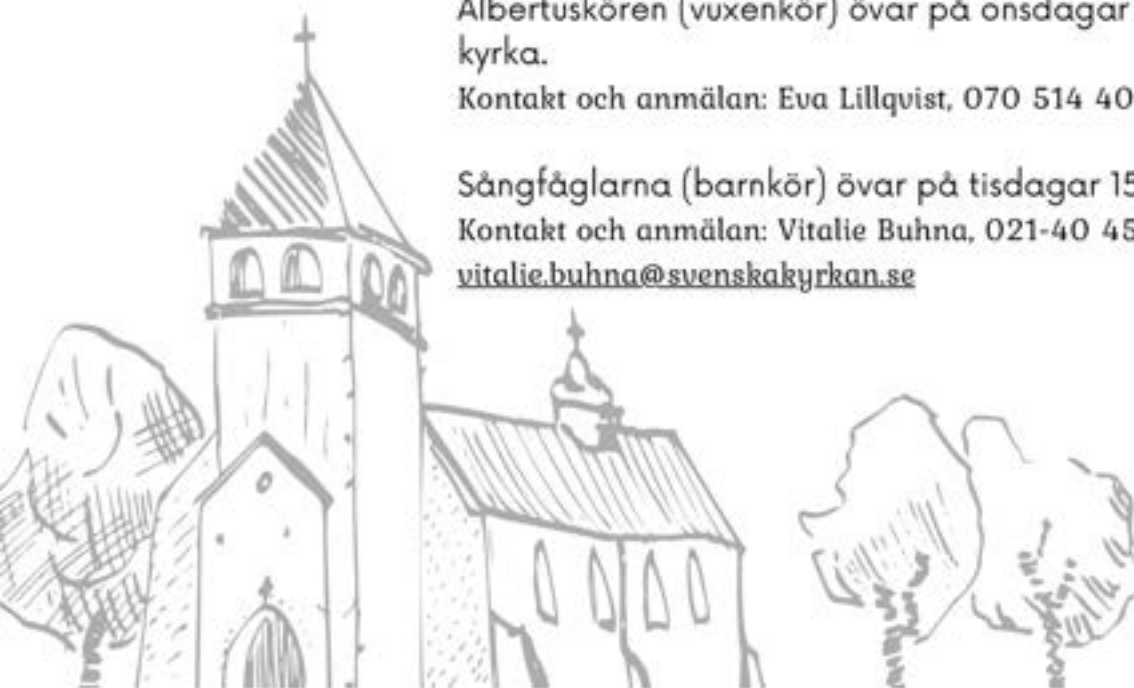 Albertuskören (vuxenkör) övar på onsdagar
kyrka.
Kontakt och anmälan: Eva Lillqvist, 070 514 40
Sångfåglarna (barnkör) övar på tisdagar 15
Kontakt och anmälan: Vitalie Buhna, 021-40 45
vitalie.buhna@svenskakyrkan.se